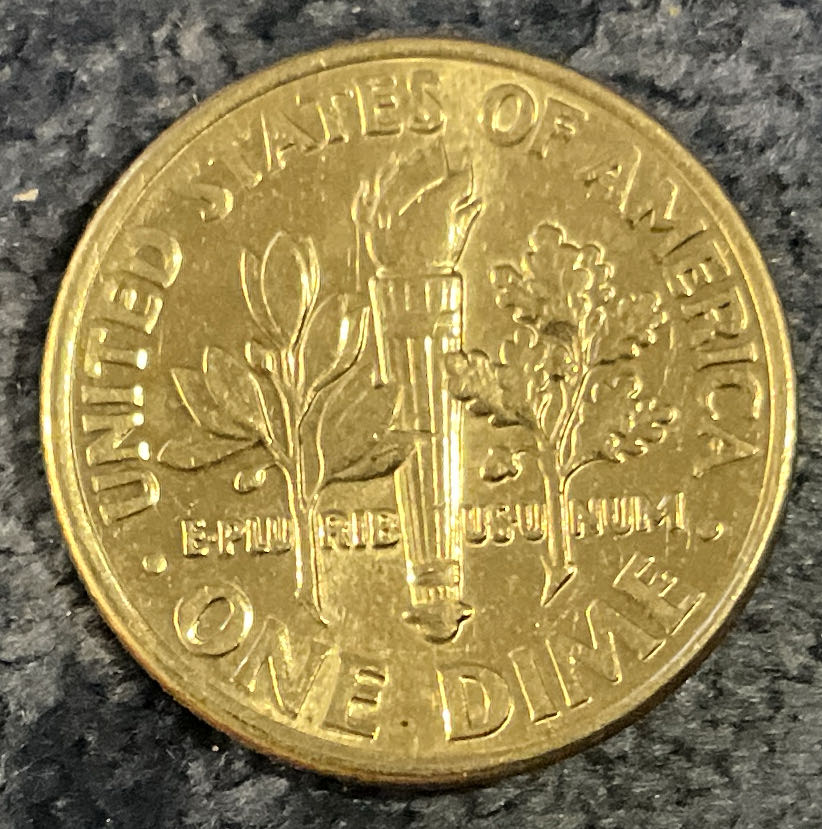 UNITED STATES OF AMERICA
E·PLURIBUS·UNUM
· ONE DIME ·